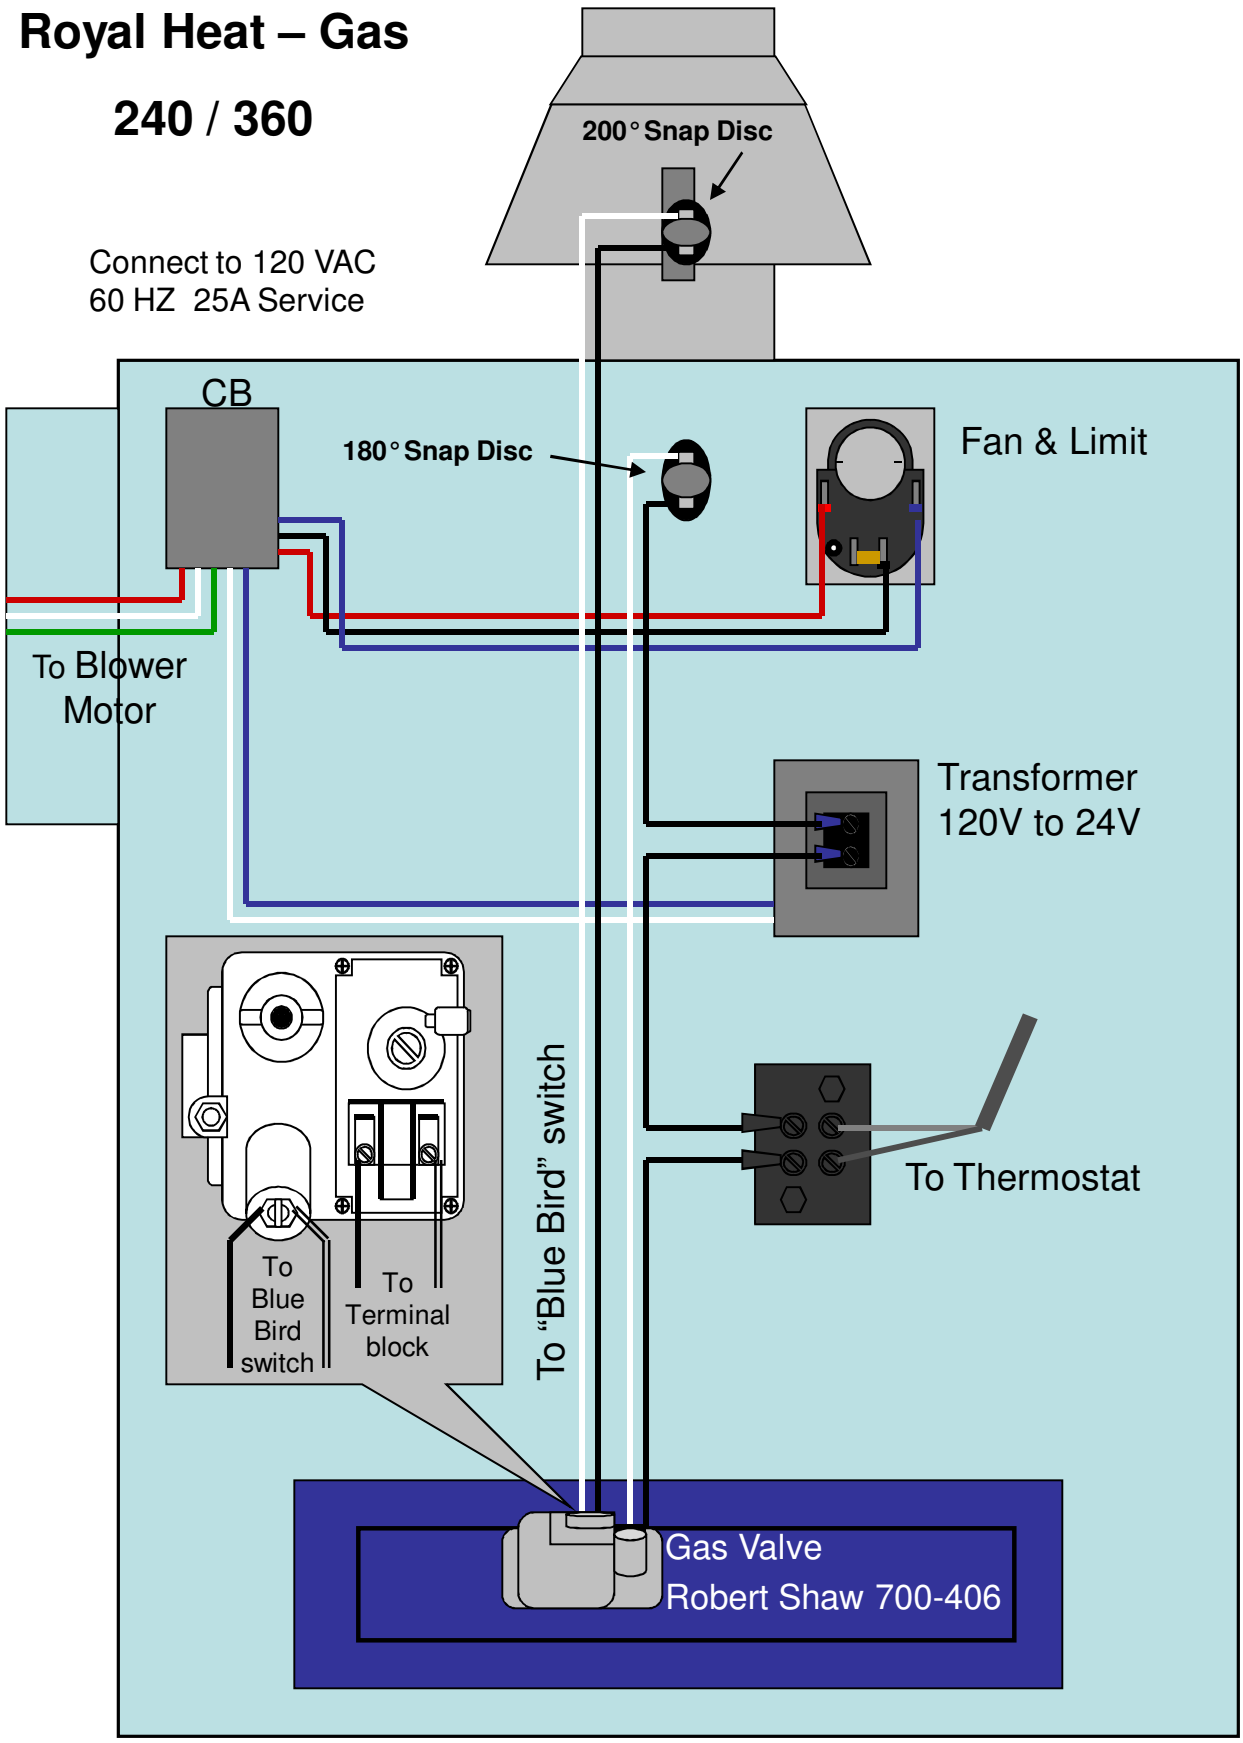 Royal Heat – Gas
240 / 360
200° Snap Disc
Connect to 120 VAC
60 HZ  25A Service
CB
180° Snap Disc
Fan & Limit
To Blower
Motor
Transformer
120V to 24V
To "Blue Bird" switch
To Thermostat
To
Blue
Bird
switch
To
Terminal
block
Gas Valve
Robert Shaw 700-406